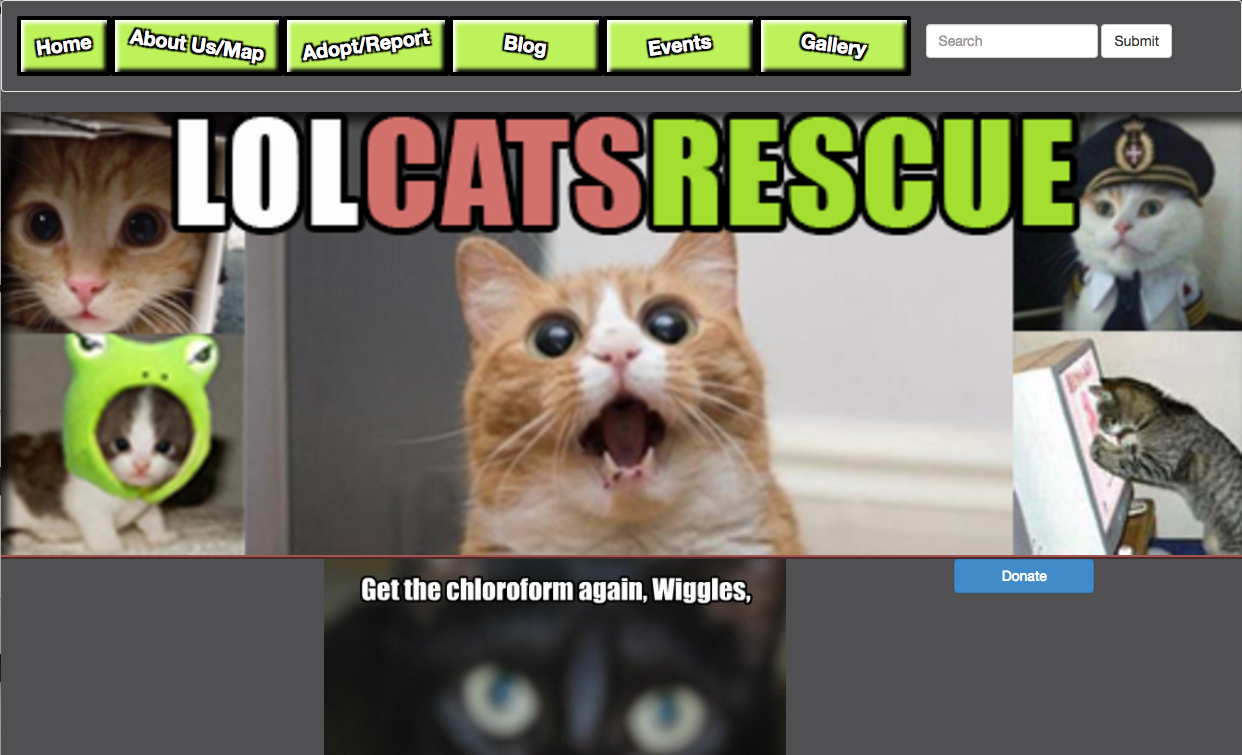 Home About Us/Map Adopt/Report Blog Events Gallery Search Submit
LOLCATSRESCUE
Donate
Get the chloroform again, Wiggles,